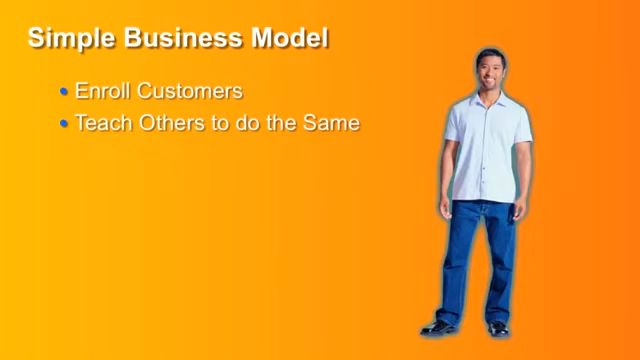 Simple Business Model
• Enroll Customers
• Teach Others to do the Same